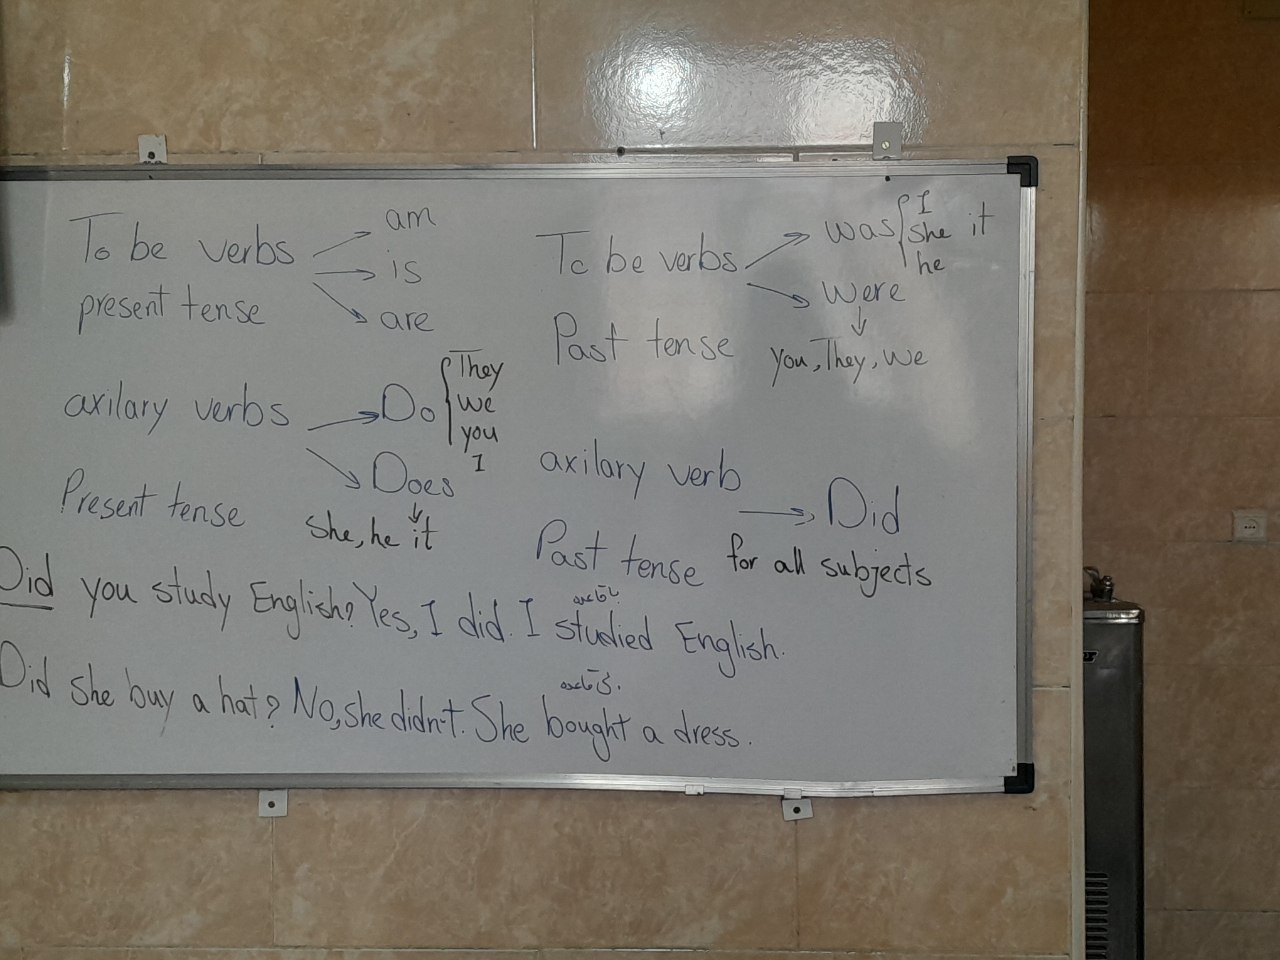 To be verbs
present tense
am
is
are
axilary verbs
Present tense
Do
They
we
you
I
Does
She, he it
To be verbs
Past tense
was
I
she it
he
were
you, They, we
axilary verb
Past tense
Did
for all subjects
Did you study English? Yes, I did. I studied English.
Did she buy a hat? No, she didn't. She bought a dress.